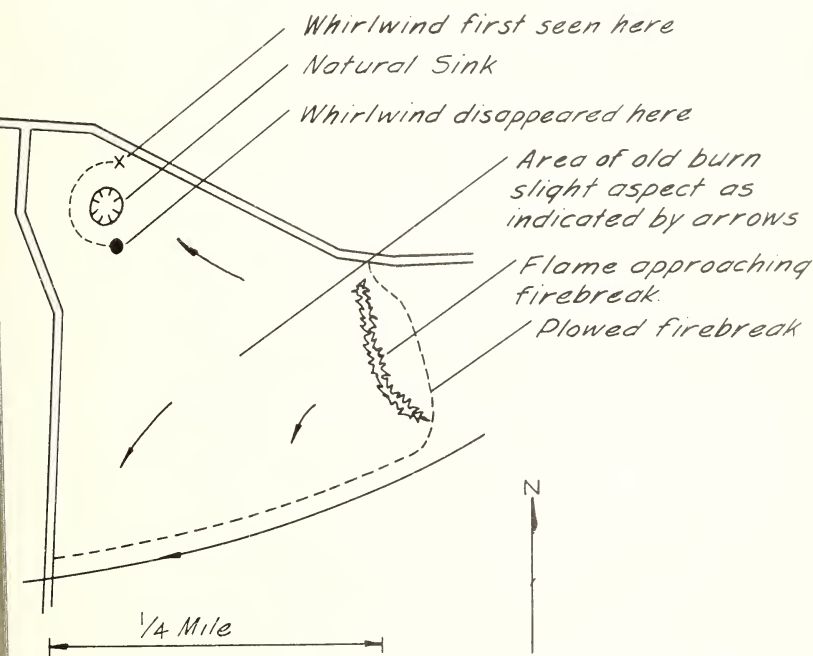 Whirlwind first seen here
Natural Sink
Whirlwind disappeared here
Area of old burn
slight aspect as
indicated by arrows
Flame approaching
firebreak.
Plowed firebreak
X
N
1/4 Mile